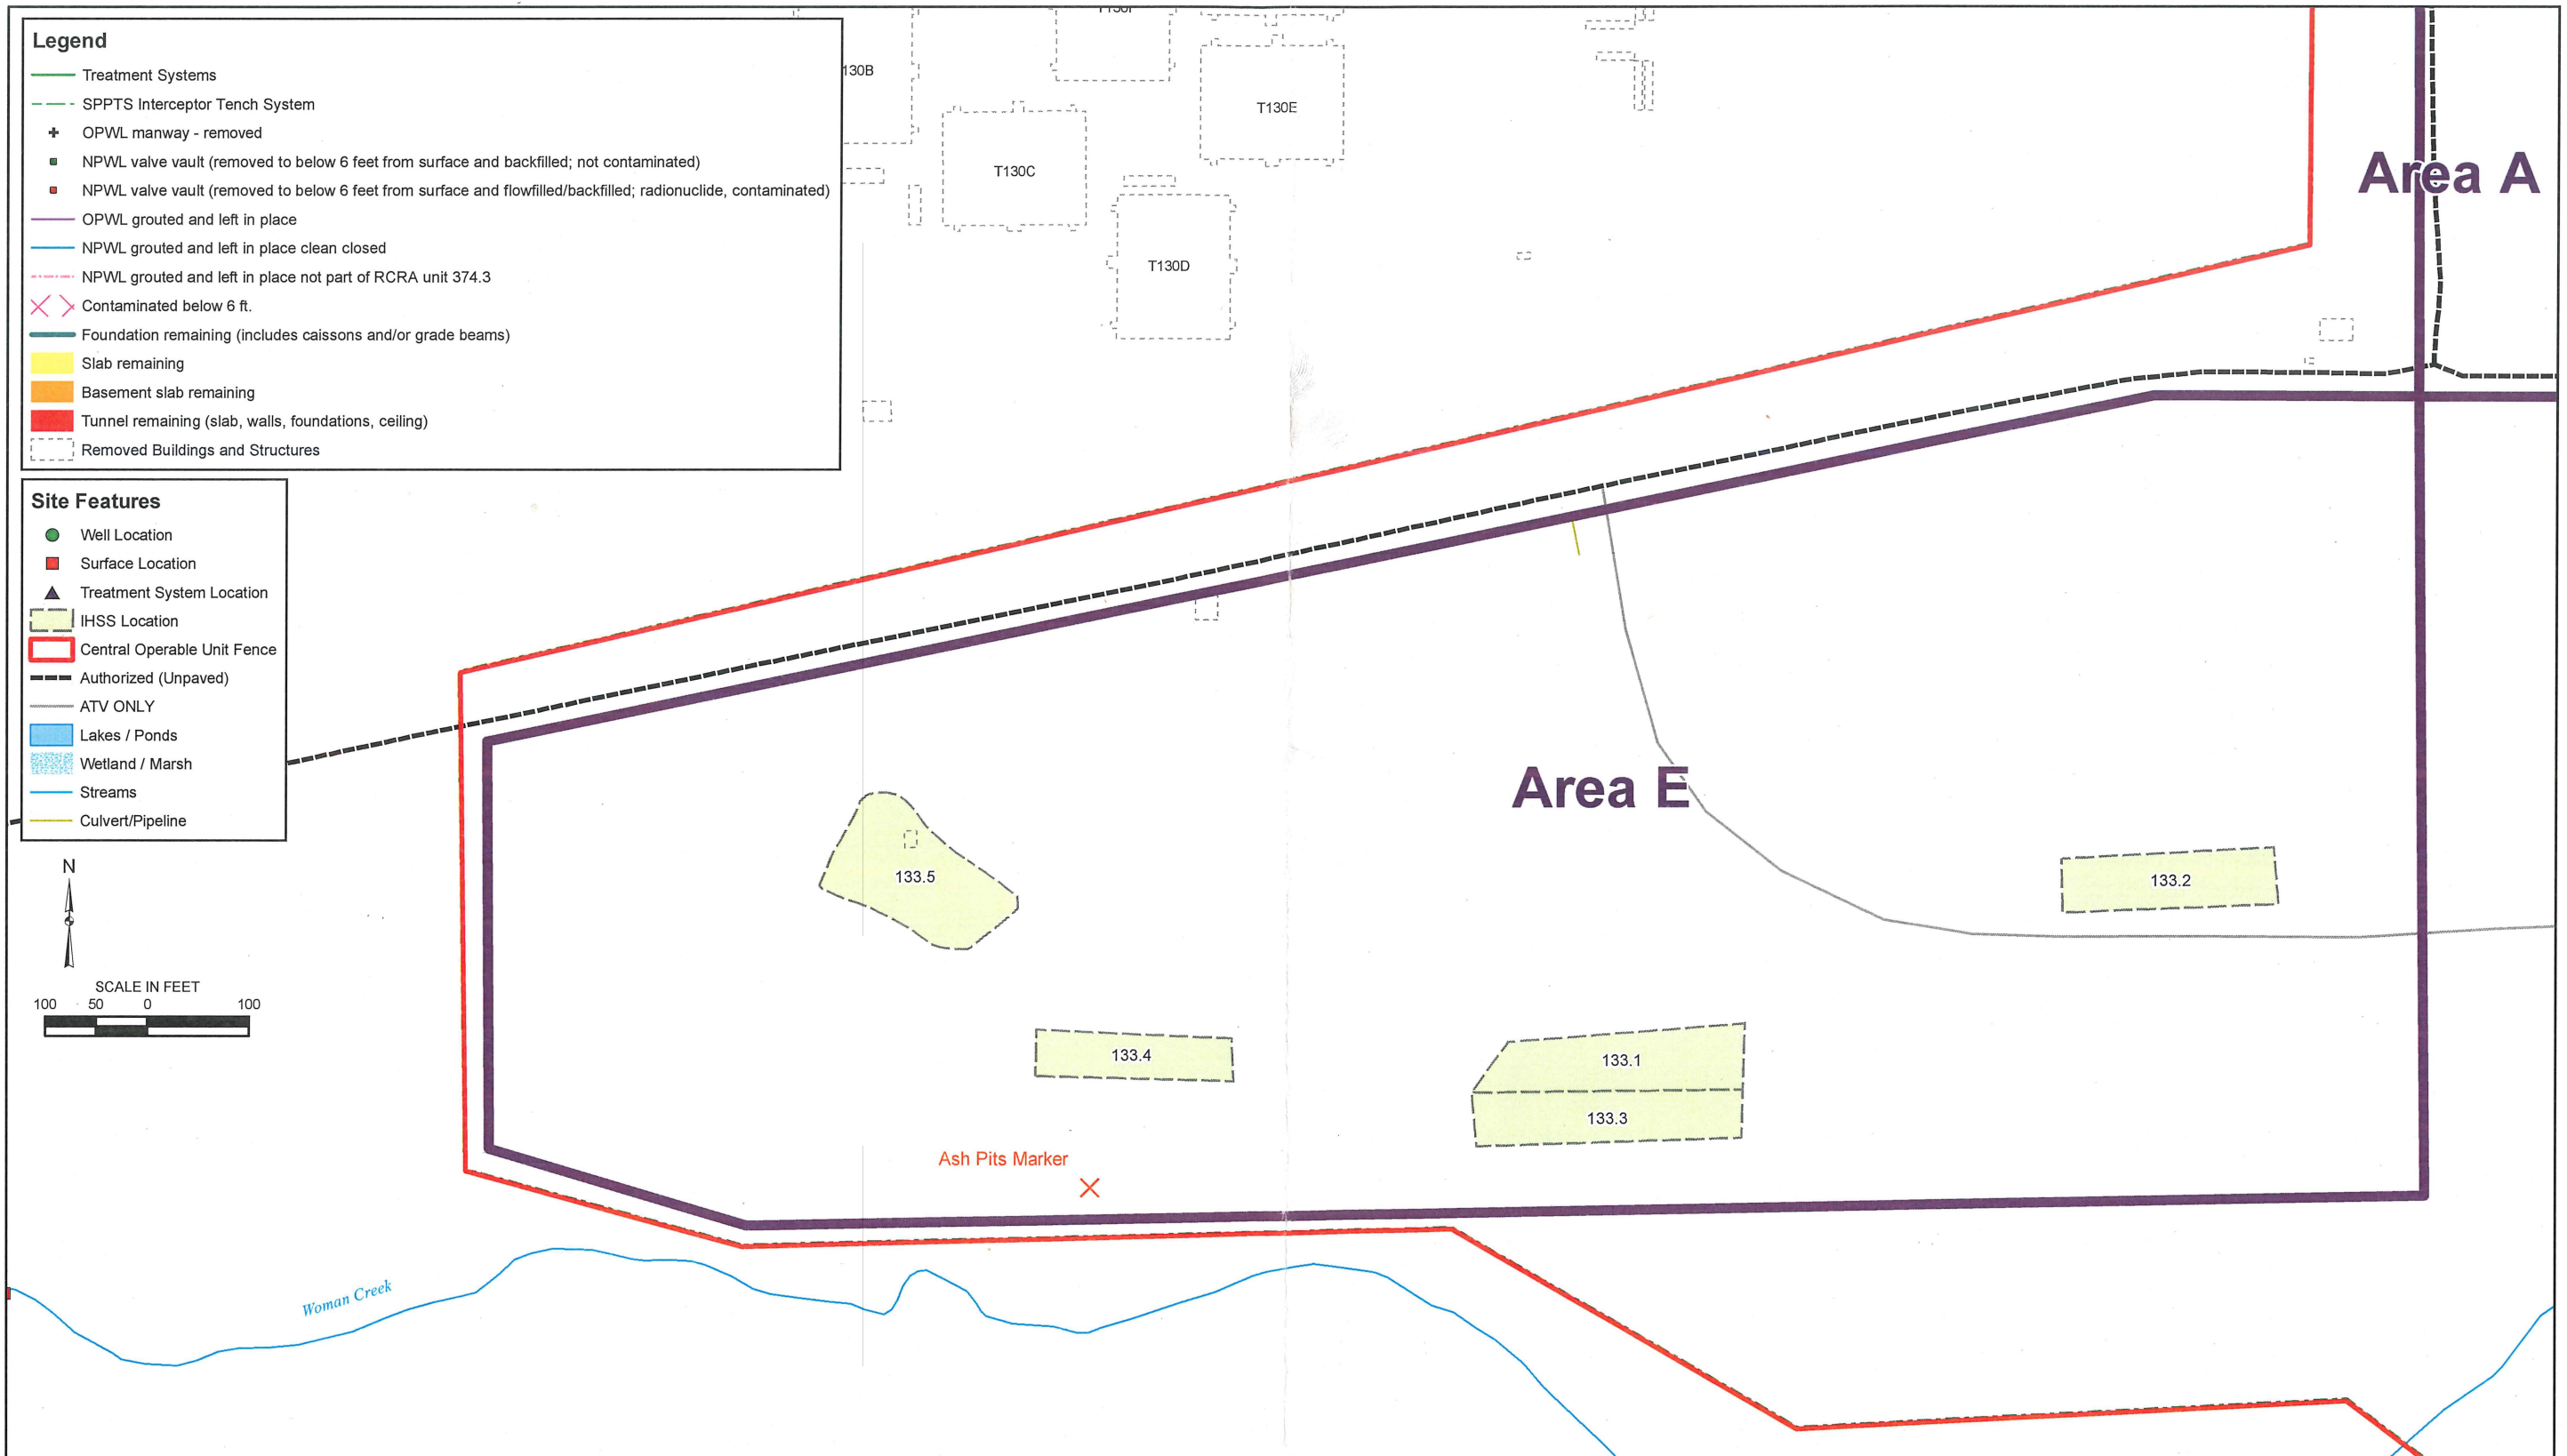 Legend
Treatment Systems
SPPTS Interceptor Tench System
OPWL manway - removed
NPWL valve vault (removed to below 6 feet from surface and backfilled; not contaminated)
NPWL valve vault (removed to below 6 feet from surface and flowfilled/backfilled; radionuclide, contaminated)
OPWL grouted and left in place
NPWL grouted and left in place clean closed
NPWL grouted and left in place not part of RCRA unit 374.3
Contaminated below 6 ft.
Foundation remaining (includes caissons and/or grade beams)
Slab remaining
Basement slab remaining
Tunnel remaining (slab, walls, foundations, ceiling)
Removed Buildings and Structures
Site Features
Well Location
Surface Location
Treatment System Location
IHSS Location
Central Operable Unit Fence
Authorized (Unpaved)
ATV ONLY
Lakes / Ponds
Wetland / Marsh
Streams
Culvert/Pipeline
N
SCALE IN FEET
100 50 0 100
130B
T130E
T130C
T130D
Area A
Area E
133.5
133.2
133.4
133.1
133.3
Ash Pits Marker
Woman Creek